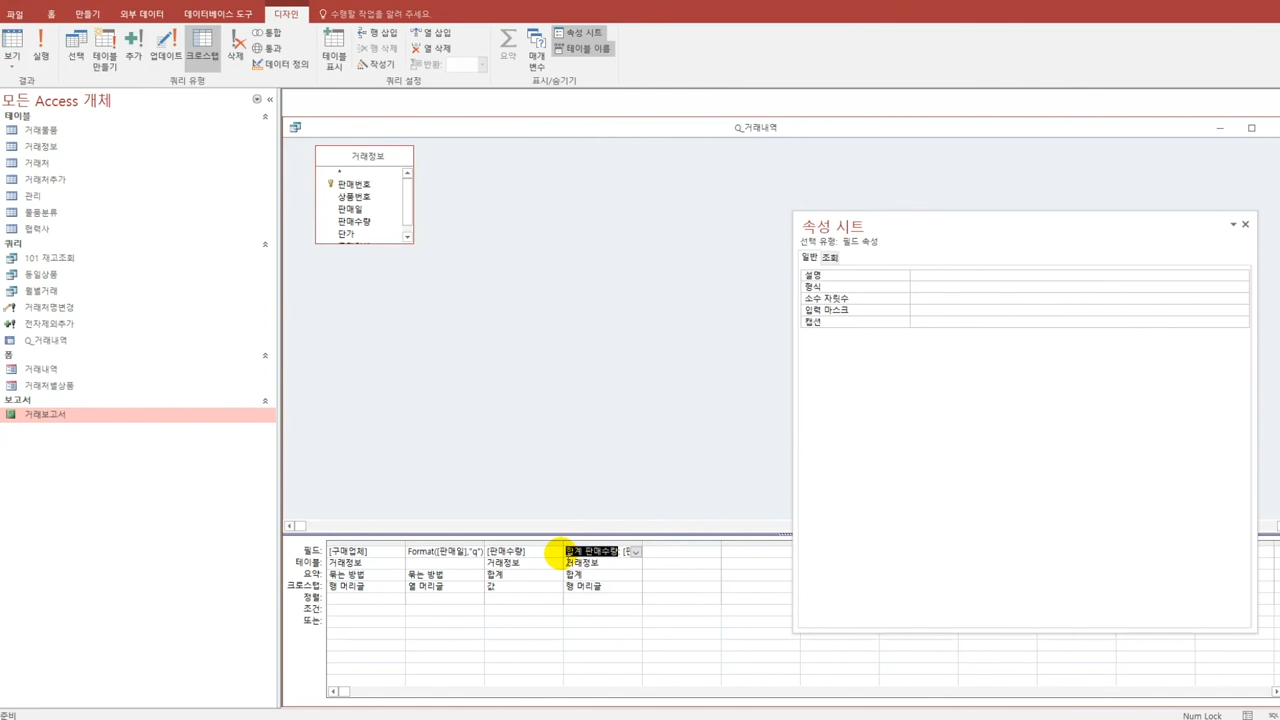 파일 홈 만들기 외부 데이터 데이터베이스 도구 디자인 수행할 작업을 알려 주세요.
보기 실행 선택 테이블 만들기 추가 업데이트 크로스탭 삭제 통합 통과 데이터 정의 테이블 표시 행 삽입 행 삭제 작성기 열 삽입 열 삭제 반환: 요약 매개 변수 속성 시트 테이블 이름
결과 쿼리 유형 쿼리 설정 표시/숨기기
모든 Access 개체
테이블
거래물품
거래정보
거래처
거래처추가
관리
물품분류
협력사
쿼리
101 재고조회
동일상품
월별거래
거래처명변경
전자제외추가
Q_거래내역
폼
거래내역
거래처별상품
보고서
거래보고서
Q_거래내역
거래정보
*
판매번호
상품번호
판매일
판매수량
단가
속성 시트
선택 유형: 필드 속성
일반 조회
설명
형식
소수 자릿수
입력 마스크
캡션
필드: [구매업체] Format([판매일],"q") [판매수량] 합계 판매수량:
테이블: 거래정보 거래정보 거래정보
요약: 묶는 방법 묶는 방법 합계 합계
크로스탭: 행 머리글 열 머리글 값 행 머리글
정렬:
조건:
또는:
준비 Num Lock